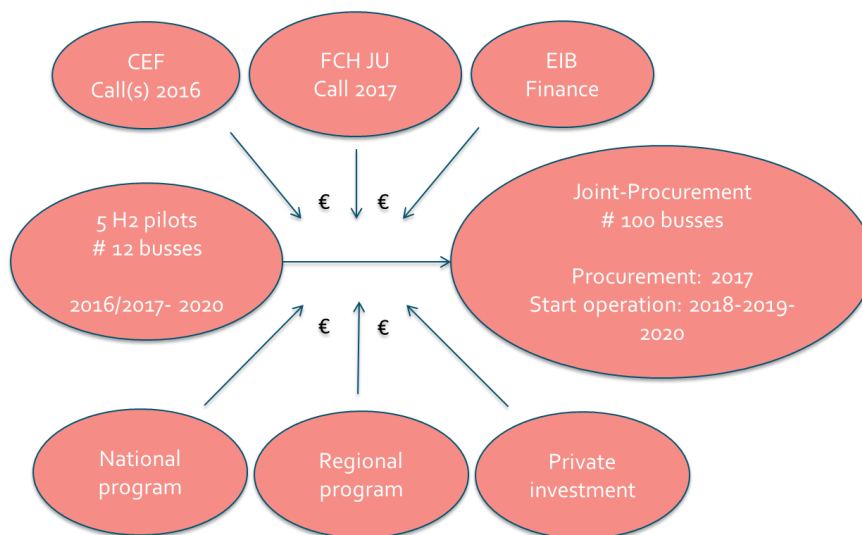 CEF
Call(s) 2016
FCH JU
Call 2017
EIB
Finance
€
€
5 H2 pilots
# 12 busses
2016/2017- 2020
Joint-Procurement
# 100 busses
Procurement: 2017
Start operation: 2018-2019-
2020
€
€
National
program
Regional
program
Private
investment